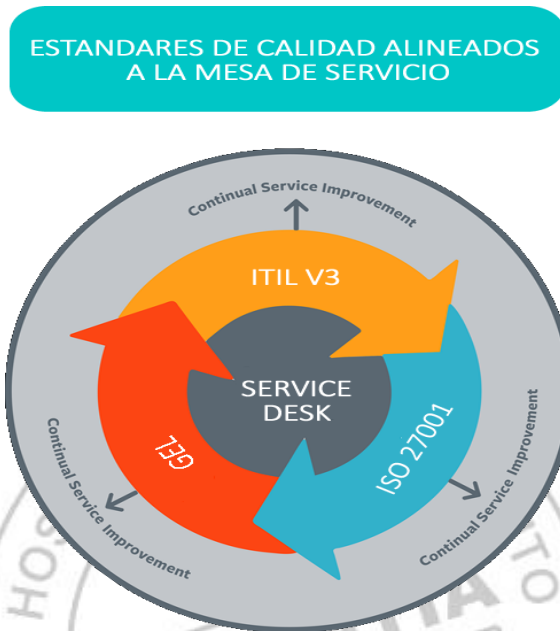 ESTANDARES DE CALIDAD ALINEADOS
A LA MESA DE SERVICIO
Continual Service Improvement
ITIL V3
SERVICE
DESK
GEL
ISO 27001
Continual Service Improvement
Continual Service Improvement